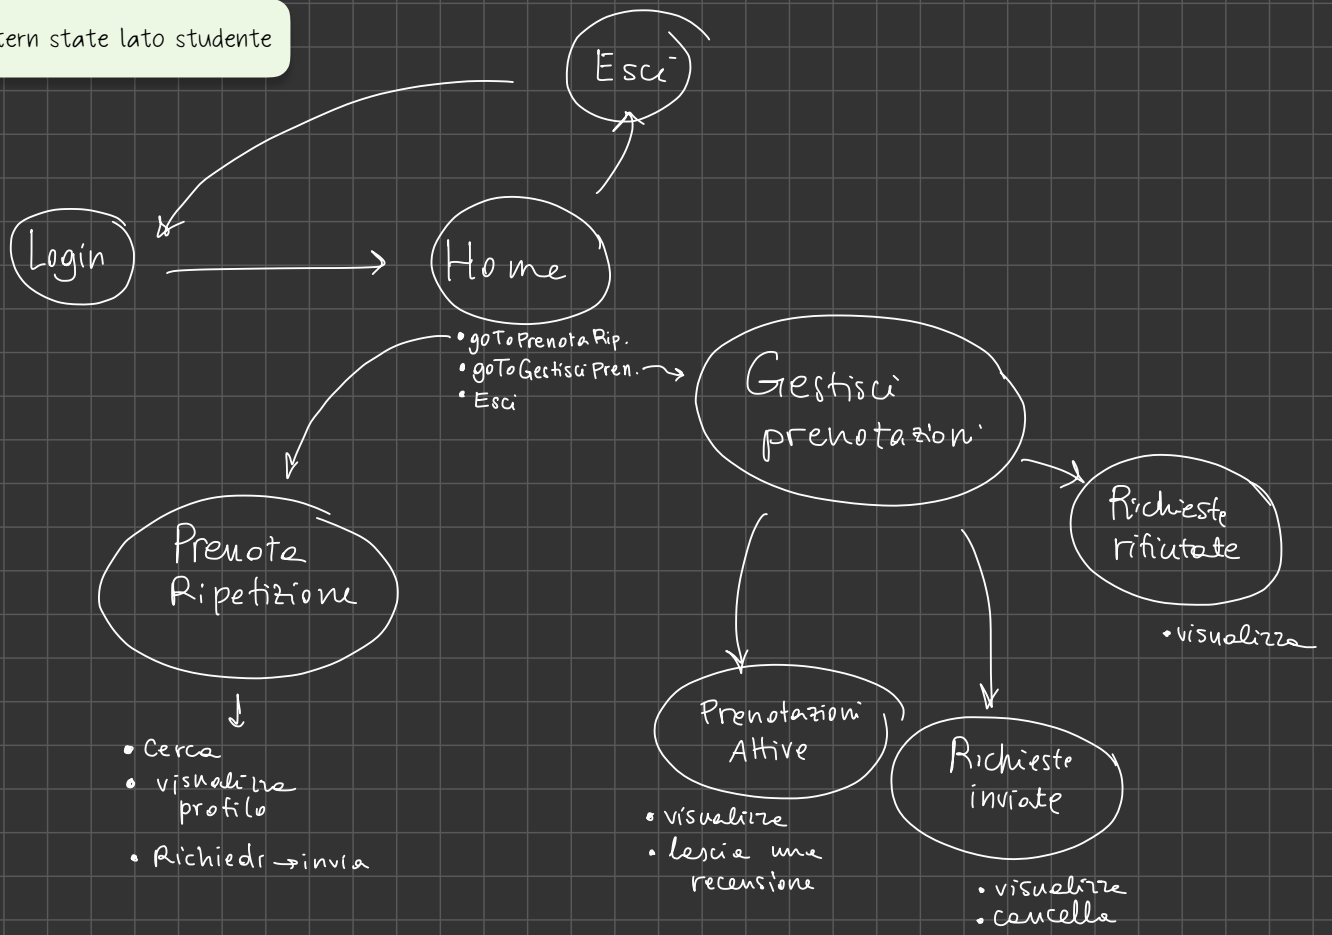 tern state lato studente
Esci
Login
Home
• goToPrenotaRip.
• goToGestisciPren.
• Esci
Gestisci
prenotazioni
Richieste
rifiutate
• visualizza
Prenota
Ripetizione
• Cerca
• visualizza
profilo
• Richiedi → invia
Prenotazioni
Attive
• visualizza
• lascia una
recensione
Richieste
inviate
• visualizza
• cancella